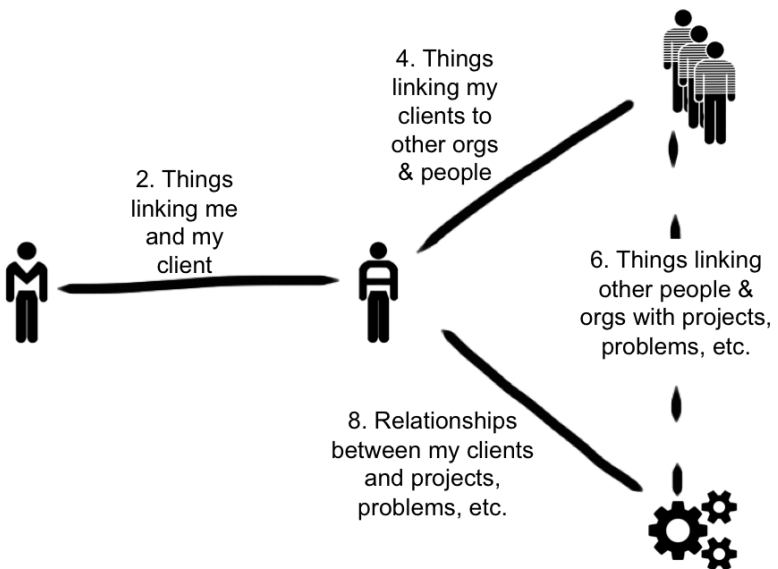 4. Things
linking my
clients to
other orgs
& people
2. Things
linking me
and my
client
6. Things linking
other people &
orgs with projects,
problems, etc.
8. Relationships
between my clients
and projects,
problems, etc.